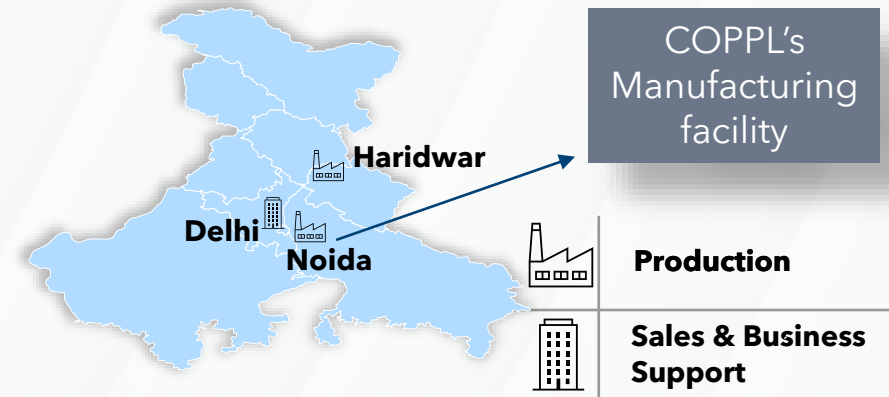 COPPL’s
Manufacturing
facility
Haridwar
Delhi
Noida
Production
Sales & Business
Support